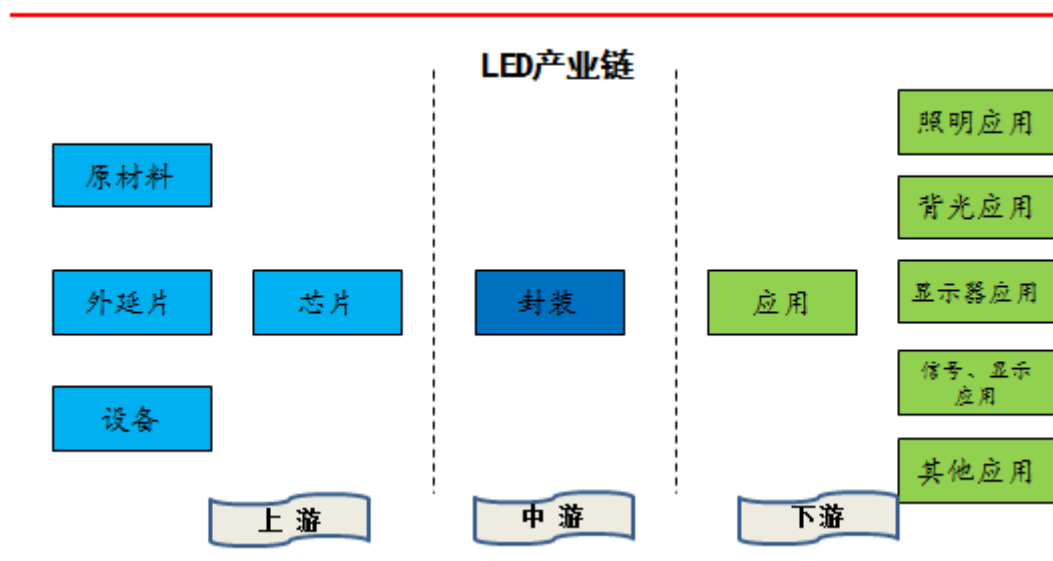 LED产业链
原材料
外延片
设备
芯片
封装
应用
照明应用
背光应用
显示器应用
信号、显示
应用
其他应用
上 游
中 游
下游